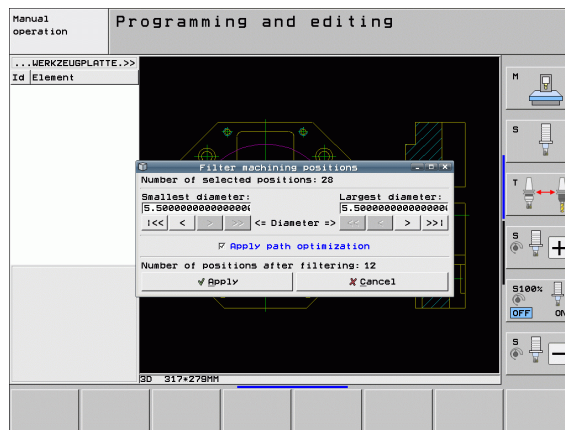 Manual
operation
Programming and editing
...WERKZEUGPLATTE.>>
Id Element
Filter machining positions
Number of selected positions: 28
Smallest diameter:
Largest diameter:
5.5000000000000
5.5000000000000
|<< < > >> <= Diameter => << < > >>|
Apply path optimization
Number of positions after filtering: 12
Apply
Cancel
3D 317*279MM
M
S
T
S
S100%
OFF ON
S